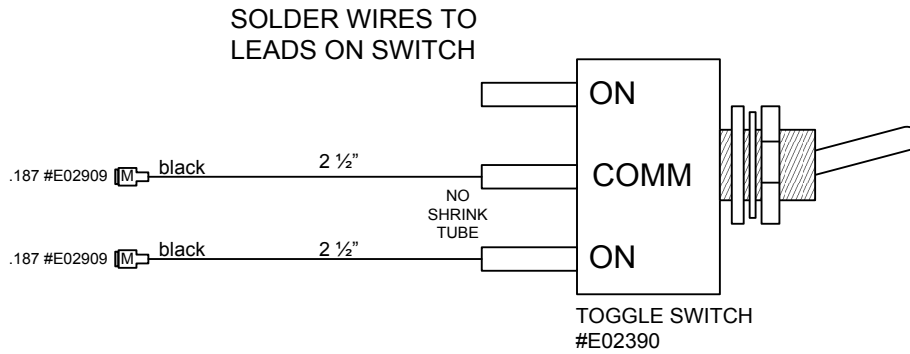 SOLDER WIRES TO
LEADS ON SWITCH
ON
.187 #E02909 M black 2 ½” COMM
NO
SHRINK
TUBE
.187 #E02909 M black 2 ½” ON
TOGGLE SWITCH
#E02390